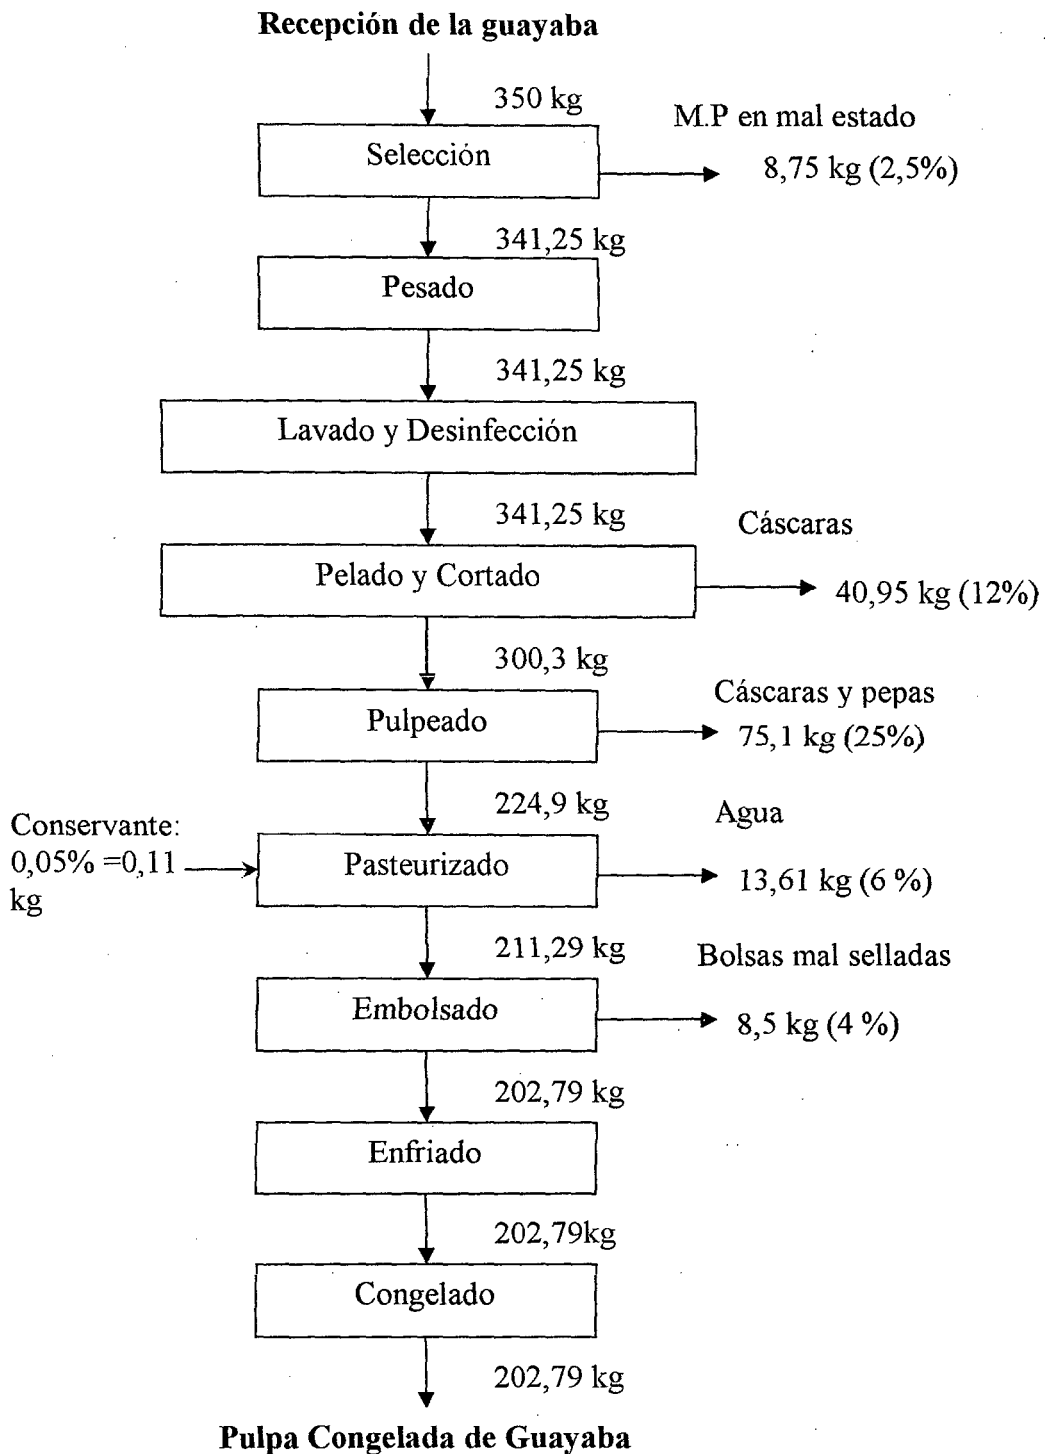 Recepción de la guayaba
350 kg
M.P en mal estado
Selección
8,75 kg (2,5%)
341,25 kg
Pesado
341,25 kg
Lavado y Desinfección
341,25 kg
Cáscaras
Pelado y Cortado
40,95 kg (12%)
300,3 kg
Cáscaras y pepas
Pulpeado
75,1 kg (25%)
224,9 kg
Agua
Conservante:
0,05% =0,11
kg
Pasteurizado
13,61 kg (6 %)
211,29 kg
Bolsas mal selladas
Embolsado
8,5 kg (4 %)
202,79 kg
Enfriado
202,79kg
Congelado
202,79 kg
Pulpa Congelada de Guayaba